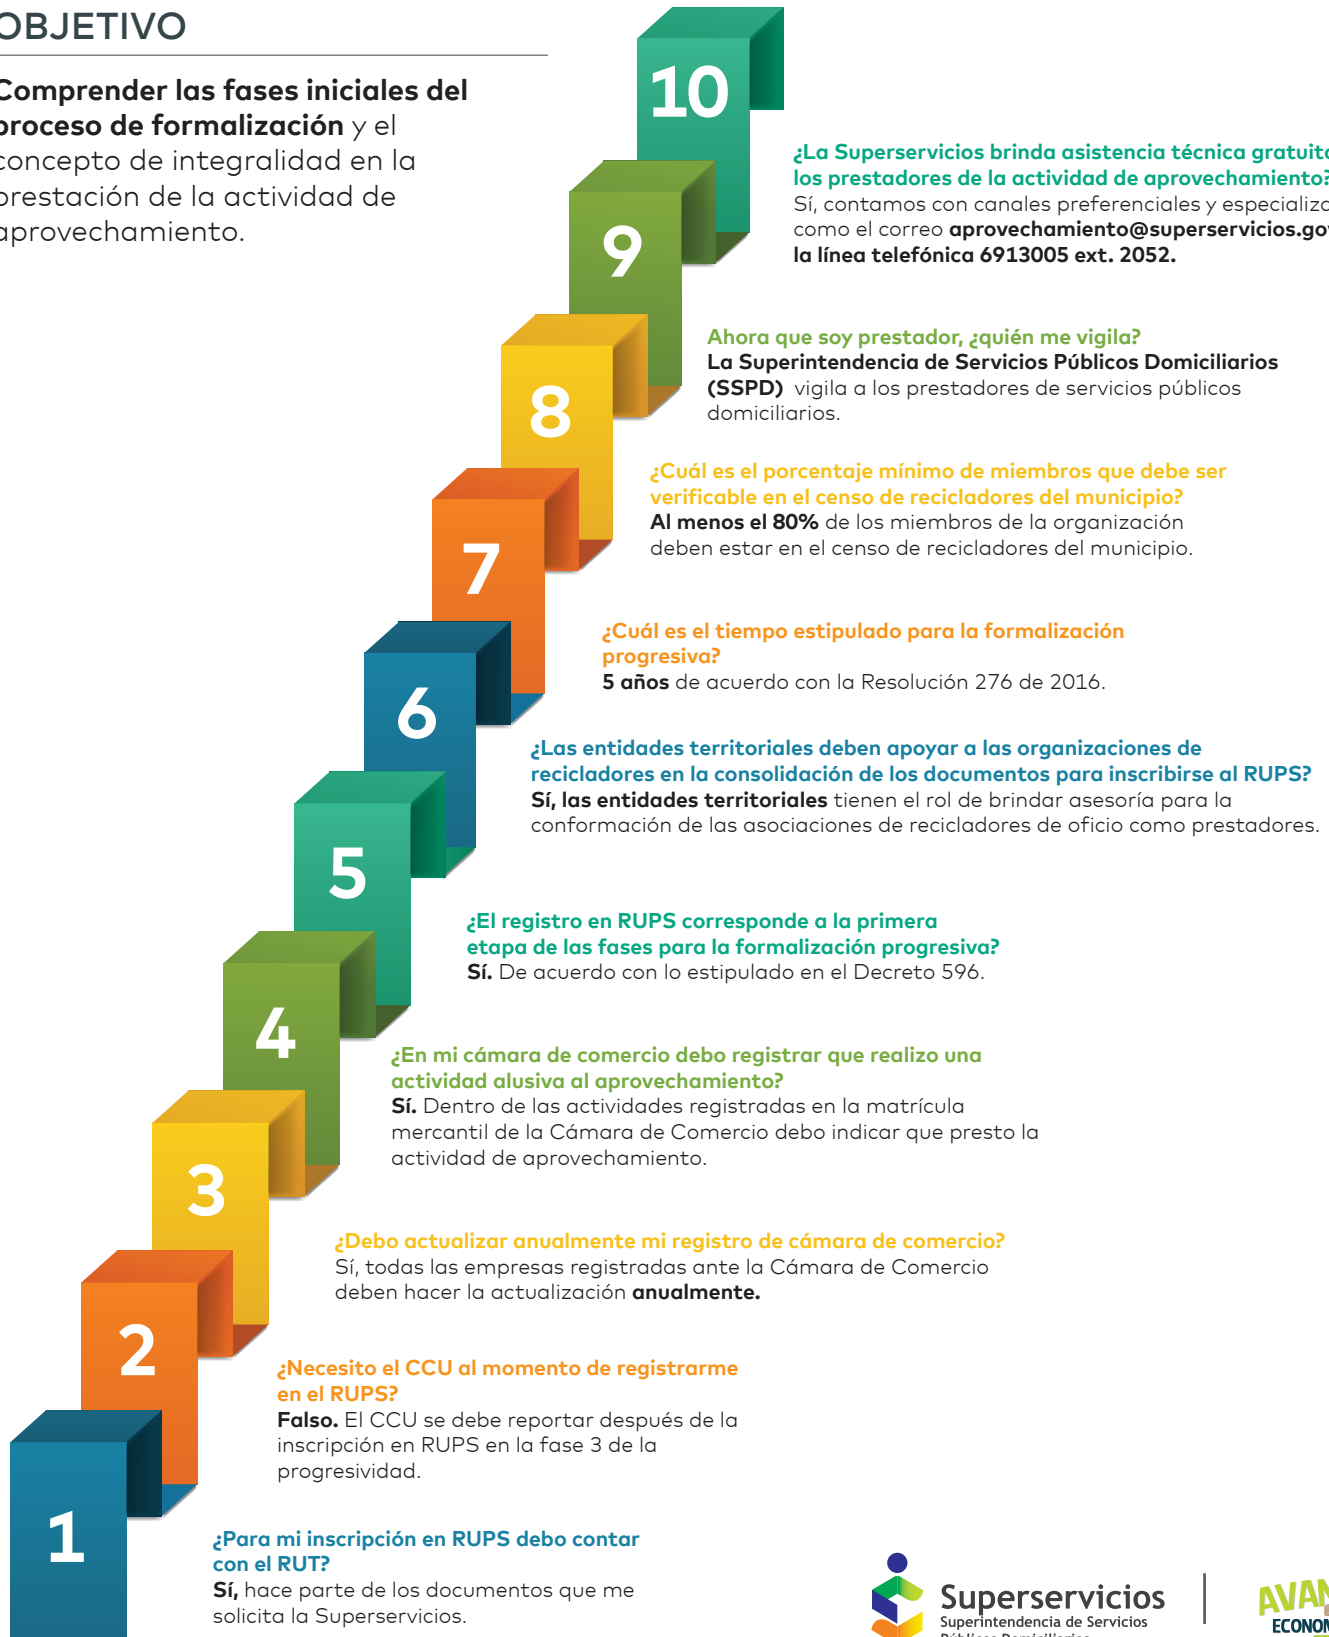 OBJETIVO
Comprender las fases iniciales del
proceso de formalización y el
concepto de integralidad en la
prestación de la actividad de
aprovechamiento.
10
¿La Superservicios brinda asistencia técnica gratuita
los prestadores de la actividad de aprovechamiento?
Sí, contamos con canales preferenciales y especializa
como el correo aprovechamiento@superservicios.gov
la línea telefónica 6913005 ext. 2052.
9
Ahora que soy prestador, ¿quién me vigila?
La Superintendencia de Servicios Públicos Domiciliarios
(SSPD) vigila a los prestadores de servicios públicos
domiciliarios.
8
¿Cuál es el porcentaje mínimo de miembros que debe ser
verificable en el censo de recicladores del municipio?
Al menos el 80% de los miembros de la organización
deben estar en el censo de recicladores del municipio.
7
¿Cuál es el tiempo estipulado para la formalización
progresiva?
5 años de acuerdo con la Resolución 276 de 2016.
6
¿Las entidades territoriales deben apoyar a las organizaciones de
recicladores en la consolidación de los documentos para inscribirse al RUPS?
Sí, las entidades territoriales tienen el rol de brindar asesoría para la
conformación de las asociaciones de recicladores de oficio como prestadores.
5
¿El registro en RUPS corresponde a la primera
etapa de las fases para la formalización progresiva?
Sí. De acuerdo con lo estipulado en el Decreto 596.
4
¿En mi cámara de comercio debo registrar que realizo una
actividad alusiva al aprovechamiento?
Sí. Dentro de las actividades registradas en la matrícula
mercantil de la Cámara de Comercio debo indicar que presto la
actividad de aprovechamiento.
3
¿Debo actualizar anualmente mi registro de cámara de comercio?
Sí, todas las empresas registradas ante la Cámara de Comercio
deben hacer la actualización anualmente.
2
¿Necesito el CCU al momento de registrarme
en el RUPS?
Falso. El CCU se debe reportar después de la
inscripción en RUPS en la fase 3 de la
progresividad.
1
¿Para mi inscripción en RUPS debo contar
con el RUT?
Sí, hace parte de los documentos que me
solicita la Superservicios.
Superservicios
Superintendencia de Servicios
Públicos Domiciliarios
AVAN
ECONOM